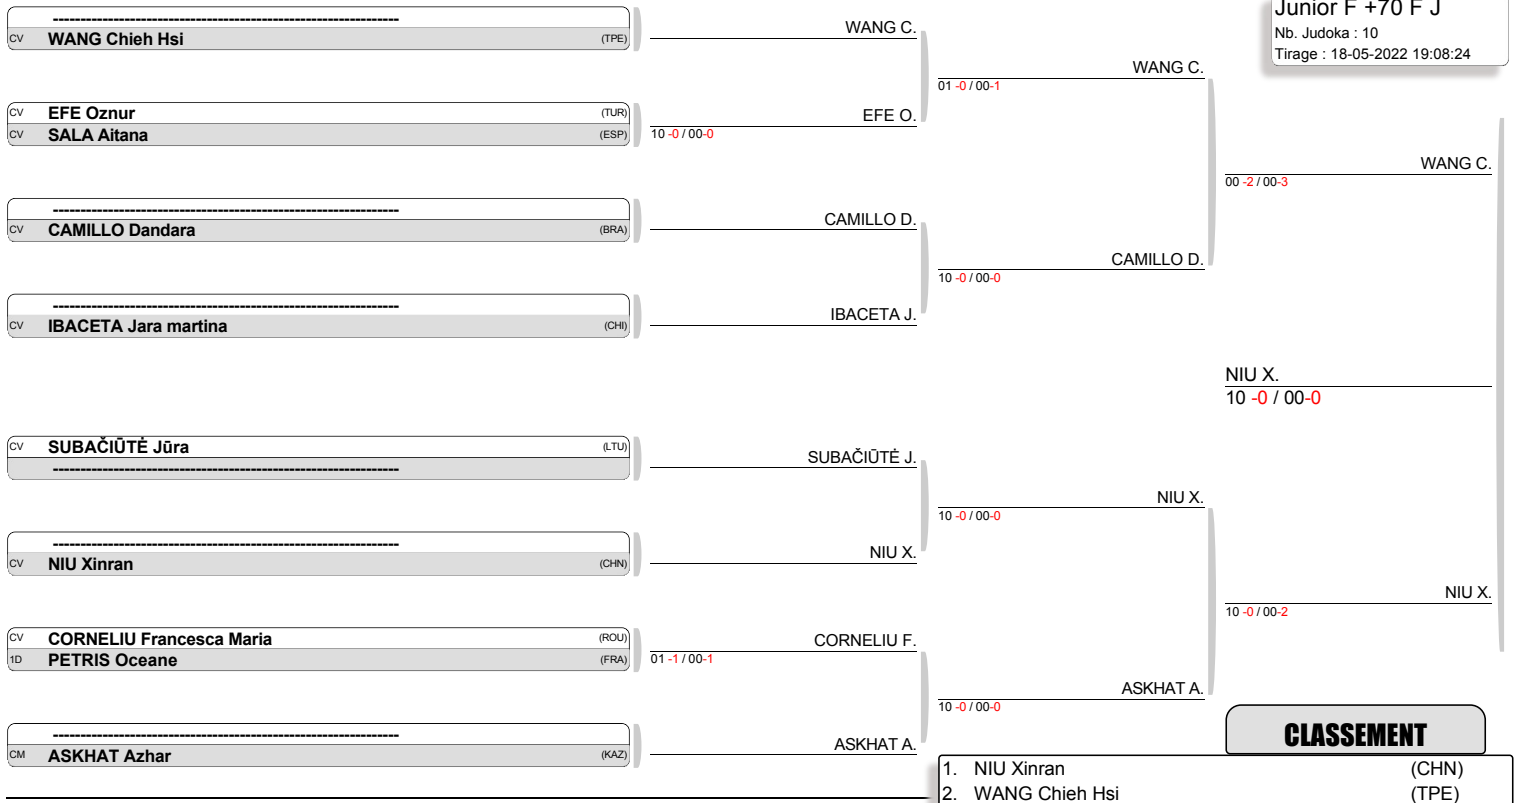 Junior F +70 F J
Nb. Judoka : 10
Tirage : 18-05-2022 19:08:24
----------------------------------------------------------------
CV WANG Chieh Hsi (TPE)
CV EFE Oznur (TUR)
CV SALA Aitana (ESP)
----------------------------------------------------------------
CV CAMILLO Dandara (BRA)
----------------------------------------------------------------
CV IBACETA Jara martina (CHI)
CV SUBAČIŪTĖ Jūra (LTU)
----------------------------------------------------------------
----------------------------------------------------------------
CV NIU Xinran (CHN)
CV CORNELIU Francesca Maria (ROU)
1D PETRIS Oceane (FRA)
----------------------------------------------------------------
CM ASKHAT Azhar (KAZ)
WANG C.
EFE O.
10 -0 / 00-0
CAMILLO D.
IBACETA J.
SUBAČIŪTĖ J.
NIU X.
CORNELIU F.
01 -1 / 00-1
ASKHAT A.
WANG C.
01 -0 / 00-1
CAMILLO D.
10 -0 / 00-0
NIU X.
10 -0 / 00-0
ASKHAT A.
10 -0 / 00-0
WANG C.
00 -2 / 00-3
NIU X.
10 -0 / 00-0
NIU X.
10 -0 / 00-2
CLASSEMENT
1. NIU Xinran (CHN)
2. WANG Chieh Hsi (TPE)